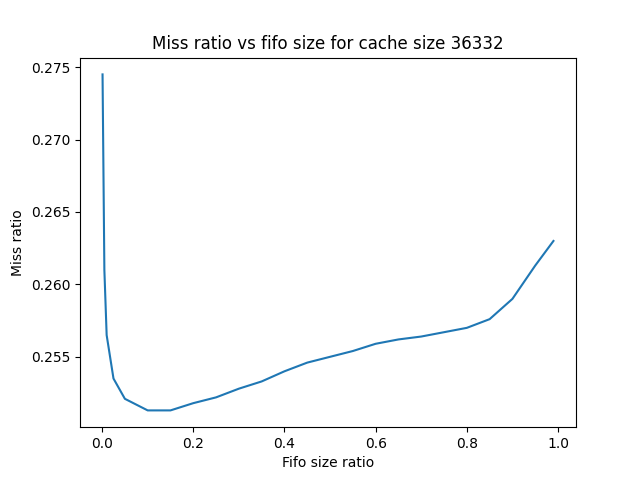 Miss ratio vs fifo size for cache size 36332
0.275
0.270
0.265
0.260
0.255
Miss ratio
0.0 0.2 0.4 0.6 0.8 1.0
Fifo size ratio